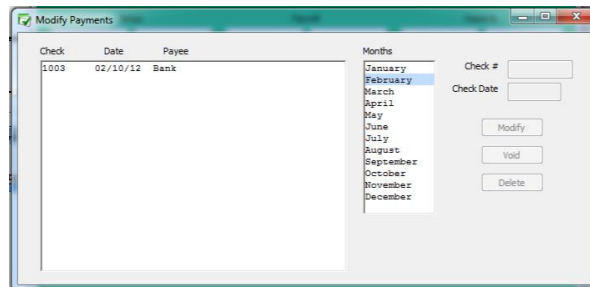 Modify Payments
Check Date Payee
1003 02/10/12 Bank
Months
January
February
March
April
May
June
July
August
September
October
November
December
Check #
Check Date
Modify
Void
Delete